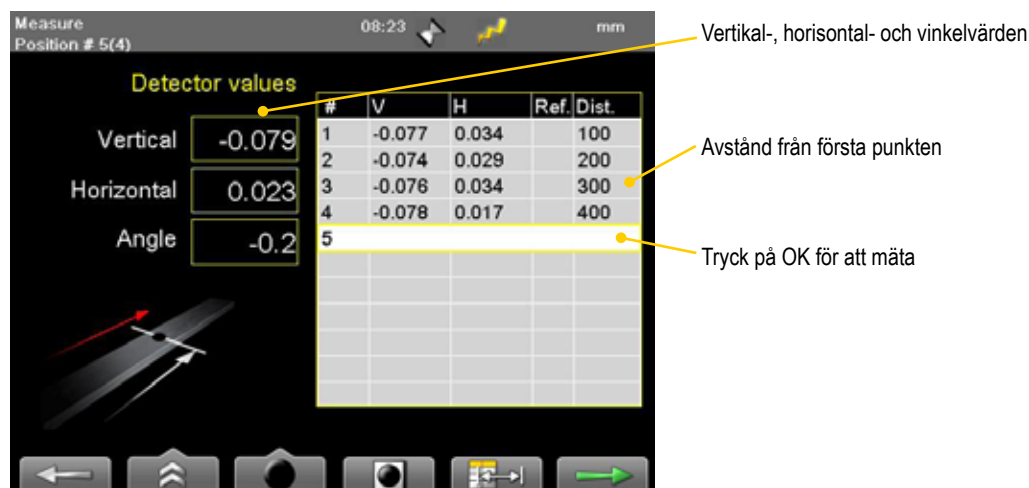 Measure
Position # 5(4)
08:23
mm
Detector values
Vertical -0.079
Horizontal 0.023
Angle -0.2
# V H Ref. Dist.
1 -0.077 0.034 100
2 -0.074 0.029 200
3 -0.076 0.034 300
4 -0.078 0.017 400
5
Vertikal-, horisontal- och vinkelvärden
Avstånd från första punkten
Tryck på OK för att mäta